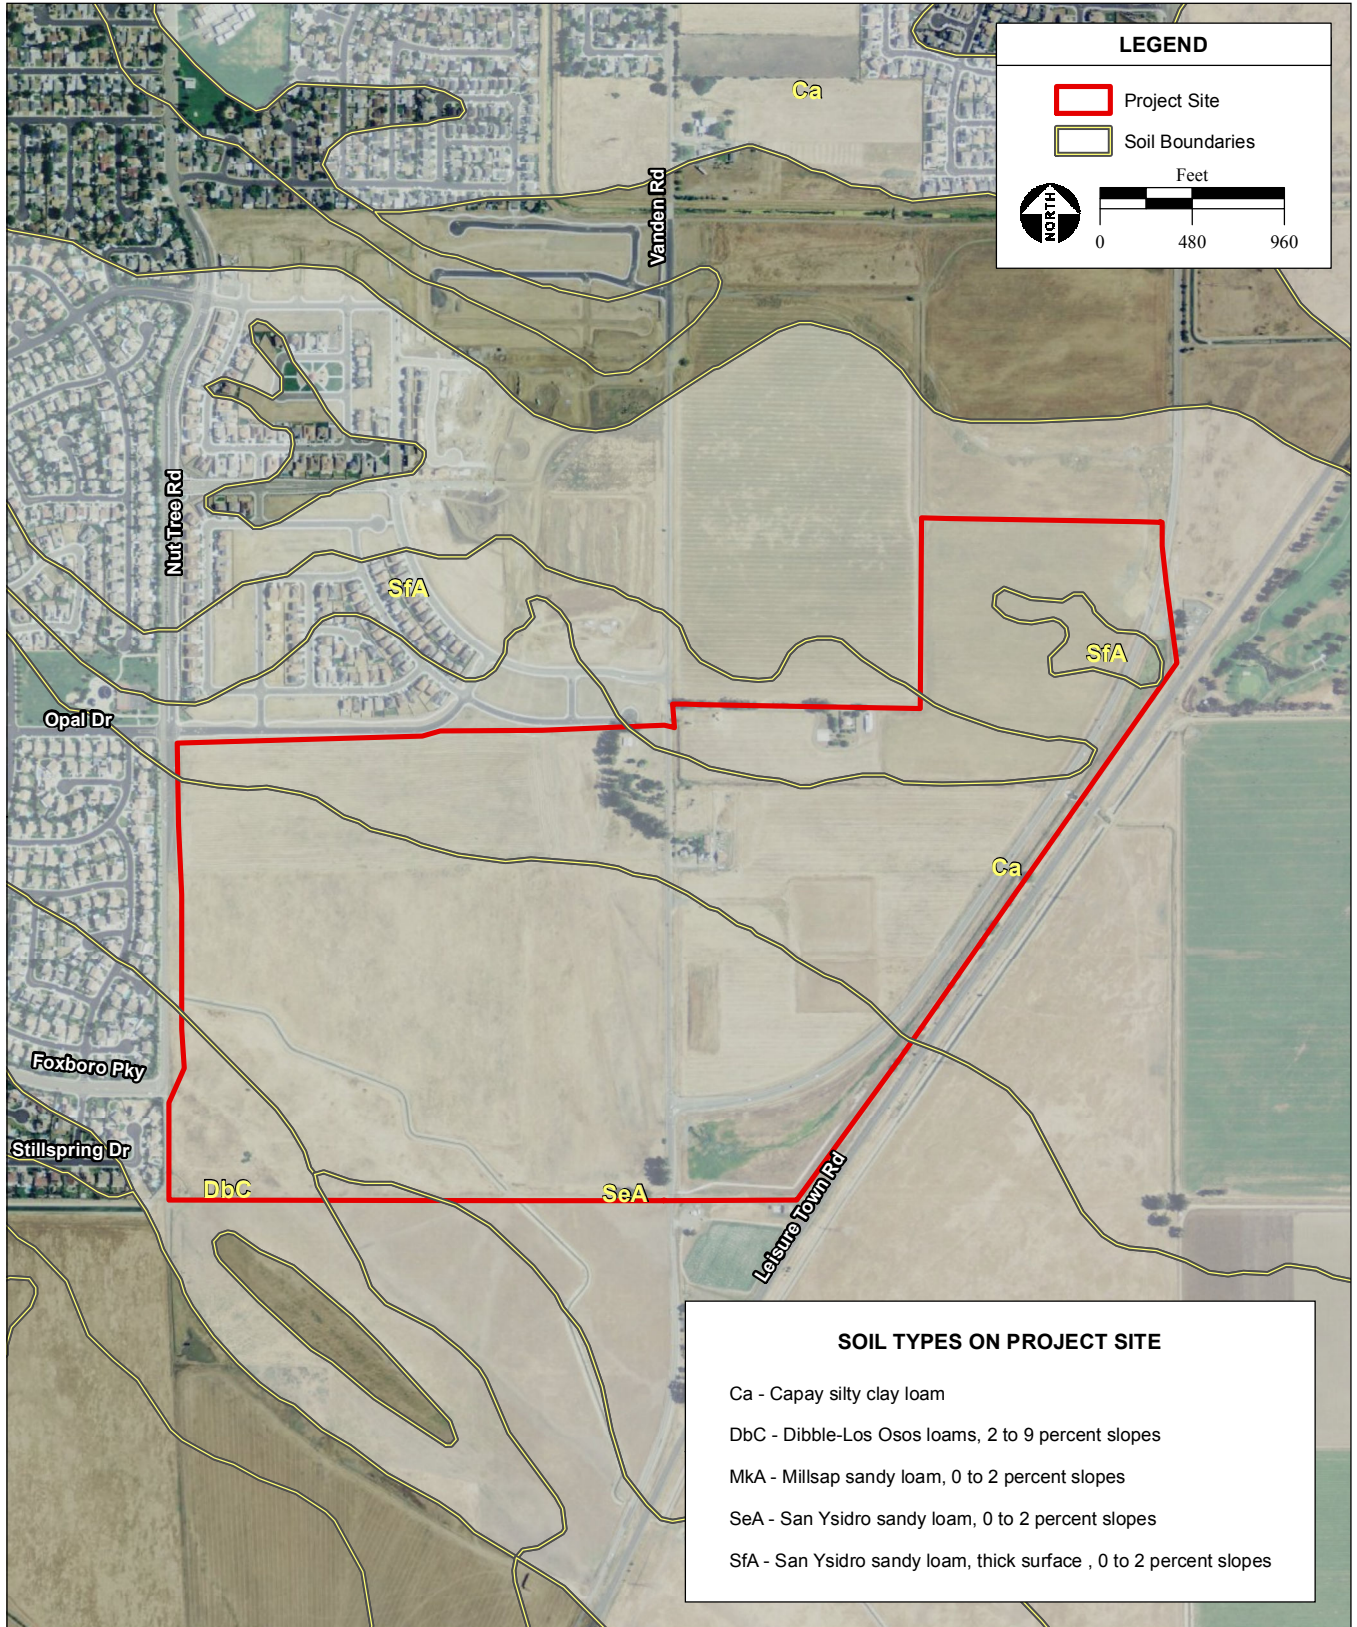 LEGEND
Project Site
Soil Boundaries
Feet
NORTH
0 480 960
Ca
Vanden Rd
Nut Tree Rd
SfA
SfA
Opal Dr
Ca
Foxboro Pky
Stillspring Dr
DbC
SeA
Leisure Town Rd
SOIL TYPES ON PROJECT SITE
Ca - Capay silty clay loam
DbC - Dibble-Los Osos loams, 2 to 9 percent slopes
MkA - Millsap sandy loam, 0 to 2 percent slopes
SeA - San Ysidro sandy loam, 0 to 2 percent slopes
SfA - San Ysidro sandy loam, thick surface , 0 to 2 percent slopes